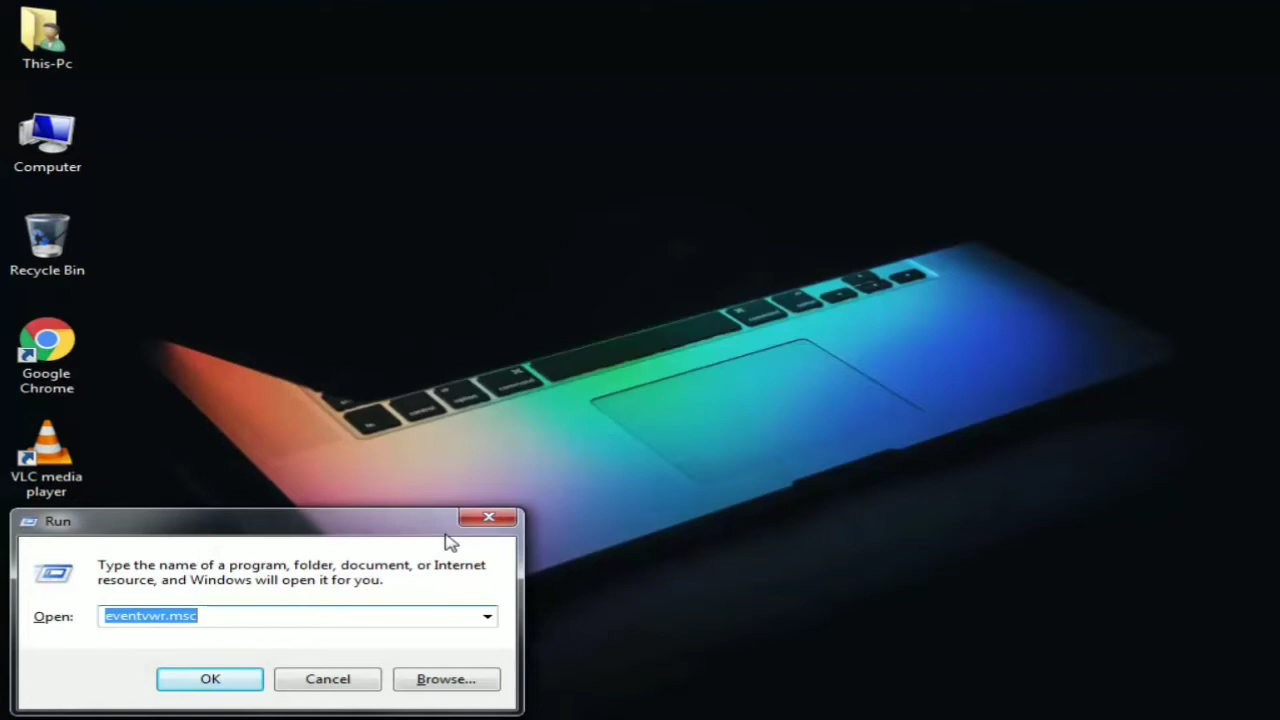 This-Pc
Computer
Recycle Bin
Google
Chrome
VLC media
player
Run
Type the name of a program, folder, document, or Internet
resource, and Windows will open it for you.
Open:
eventvwr.msc
OK
Cancel
Browse...